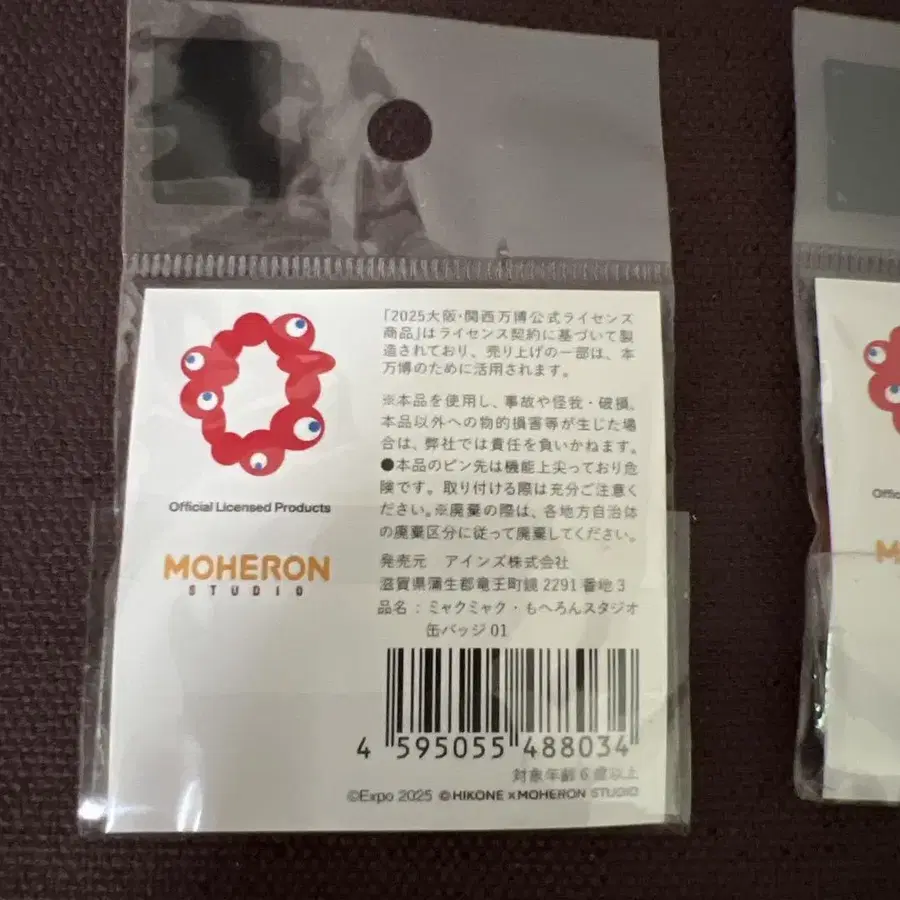 「2025大阪・関西万博公式ライセンス
商品」はライセンス契約に基づいて製
造されており、売り上げの一部は、本
万博のために活用されます。
※本品を使用し、事故や怪我・破損、
本品以外への物的損害等が生じた場
合は、弊社では責任を負いかねます。
●本品のピン先は機能上尖っており危
険です。取り付ける際は充分ご注意く
ださい。※廃棄の際は、各地方自治体
の廃棄区分に従って廃棄してください。
発売元 アインズ株式会社
滋賀県蒲生郡竜王町鏡 2291 番地 3
品名：ミャクミャク・もへろんスタジオ
缶バッジ 01
Official Licensed Products
MOHERON
STUDIO
4 595055 488034
対象年齢 6 歳以上
©Expo 2025 ©HIKONE×MOHERON STUDIO